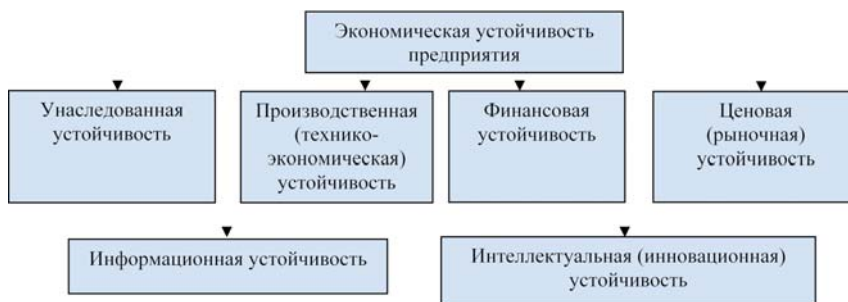 Экономическая устойчивость
предприятия
Унаследованная
устойчивость
Производственная
(технико-
экономическая)
устойчивость
Финансовая
устойчивость
Ценовая
(рыночная)
устойчивость
Информационная устойчивость
Интеллектуальная (инновационная)
устойчивость